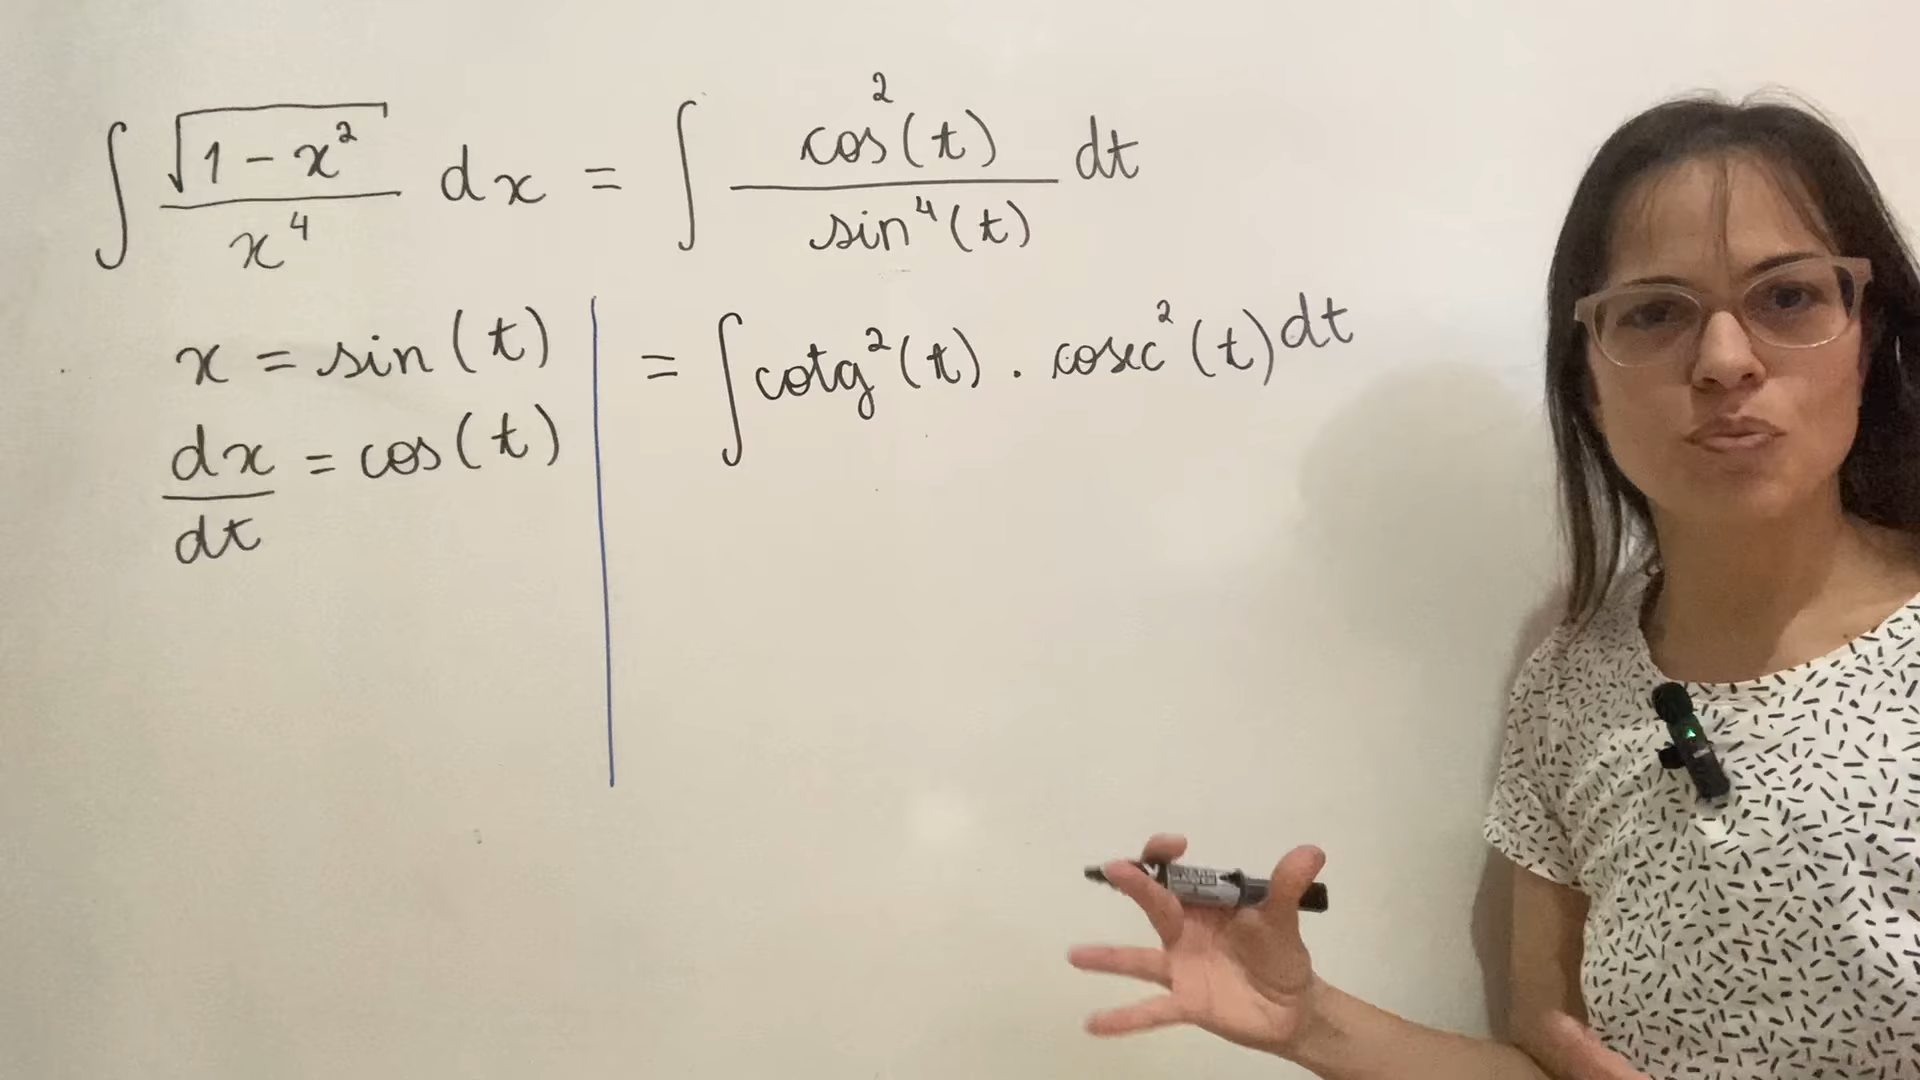 ∫ √(1 - x²) / x⁴ dx = ∫ cos²(t) / sin⁴(t) dt
x = sin(t)
= ∫ cotg²(t) . cosec²(t) dt
dx/dt = cos(t)